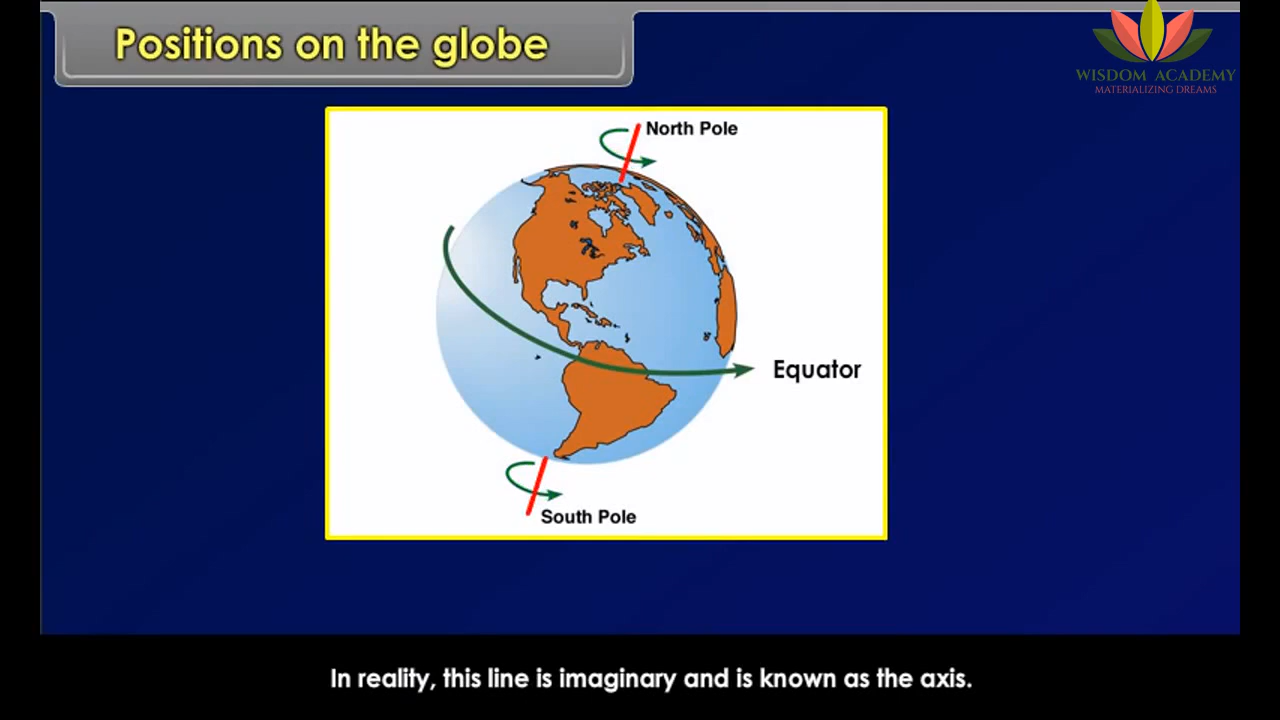 Positions on the globe
WISDOM ACADEMY
MATERIALIZING DREAMS
North Pole
Equator
South Pole
In reality, this line is imaginary and is known as the axis.